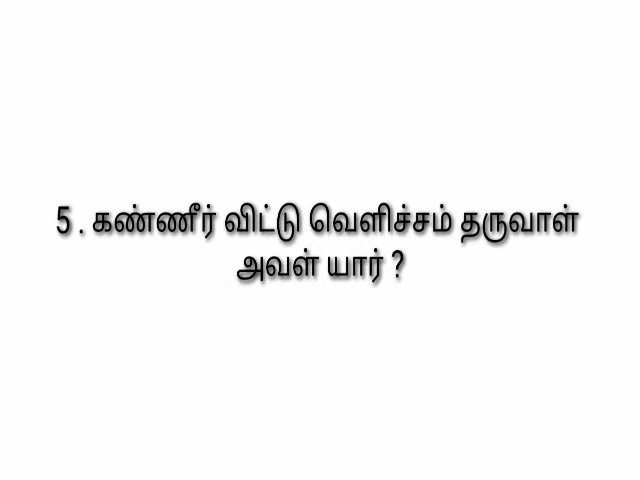 5 . கண்ணீர் விட்டு வெளிச்சம் தருவாள்
அவள் யார் ?